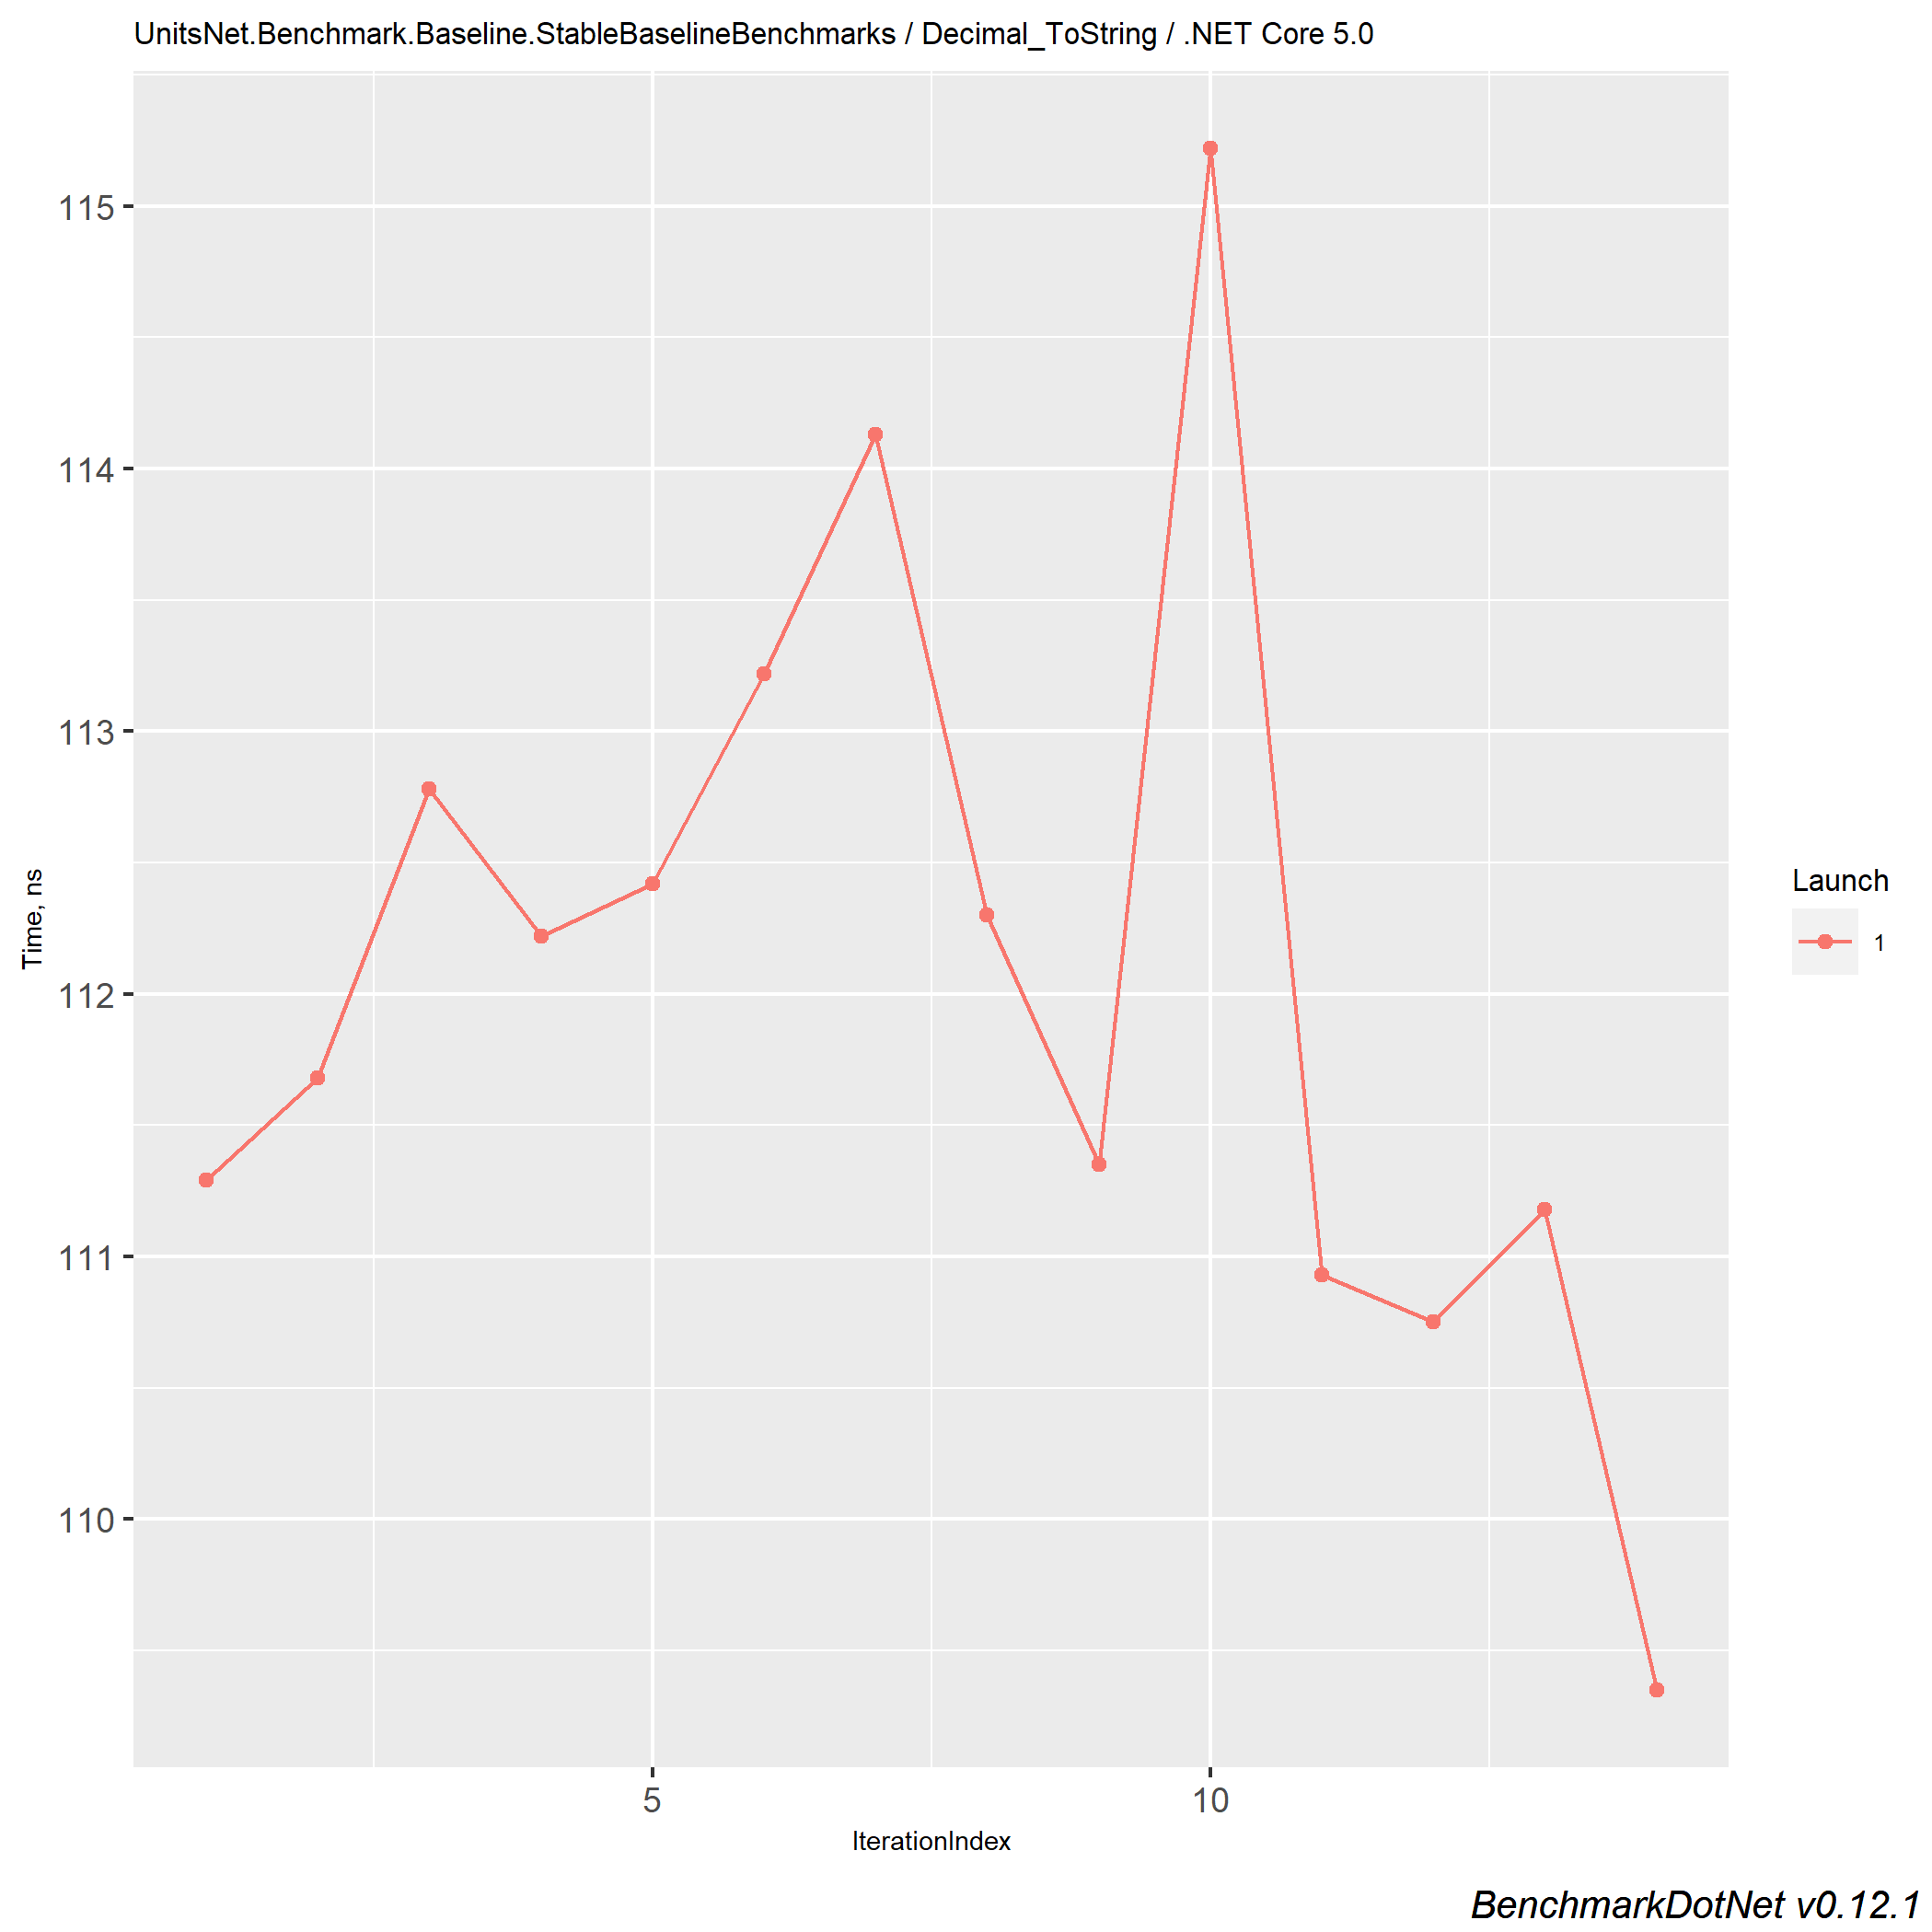 UnitsNet.Benchmark.Baseline.StableBaselineBenchmarks / Decimal_ToString / .NET Core 5.0
115
114
113
112
111
110
Time, ns
5
10
IterationIndex
Launch
1
BenchmarkDotNet v0.12.1